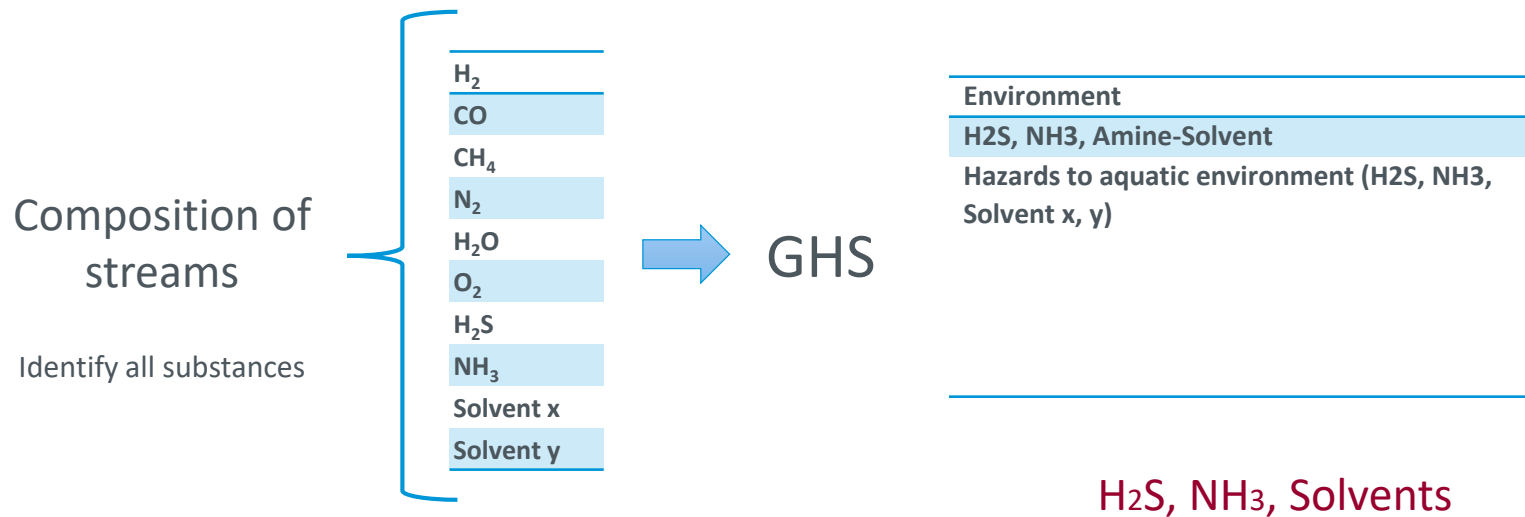 Composition of
streams
Identify all substances
H₂
CO
CH₄
N₂
H₂O
O₂
H₂S
NH₃
Solvent x
Solvent y
GHS
Environment
H2S, NH3, Amine-Solvent
Hazards to aquatic environment (H2S, NH3,
Solvent x, y)
H₂S, NH₃, Solvents